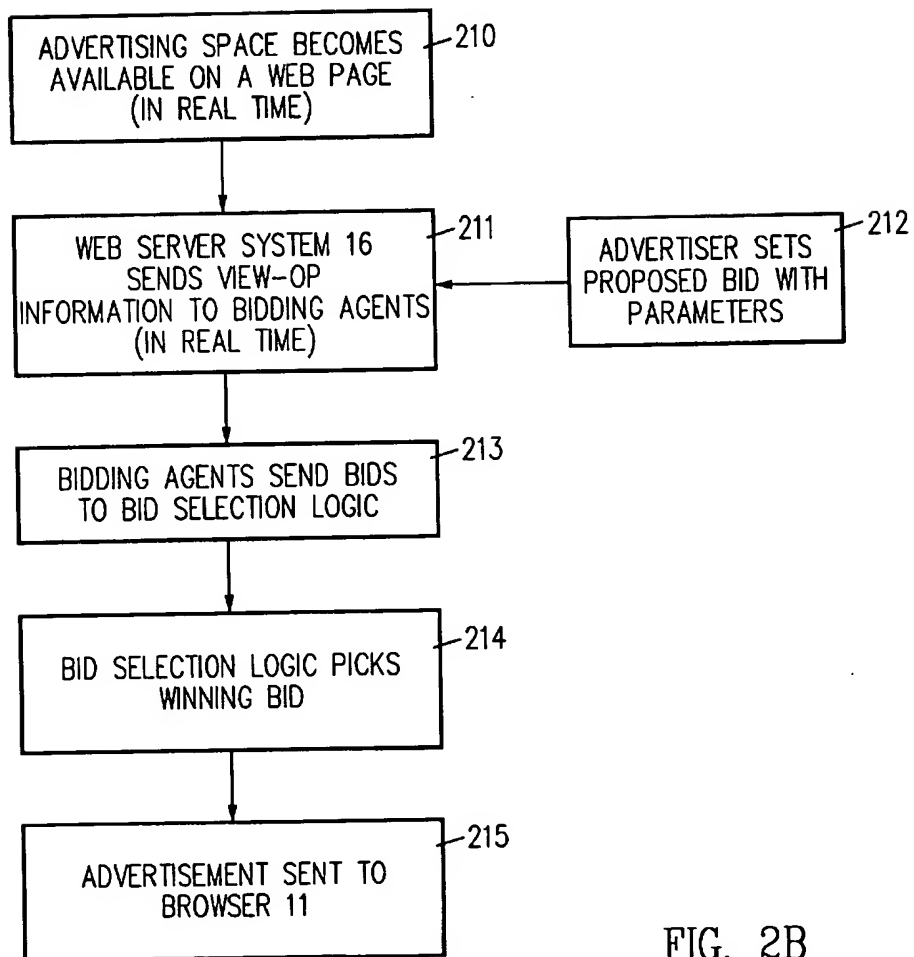 ADVERTISING SPACE BECOMES
AVAILABLE ON A WEB PAGE
(IN REAL TIME)
210
WEB SERVER SYSTEM 16
SENDS VIEW-OP
INFORMATION TO BIDDING AGENTS
(IN REAL TIME)
211
ADVERTISER SETS
PROPOSED BID WITH
PARAMETERS
212
BIDDING AGENTS SEND BIDS
TO BID SELECTION LOGIC
213
BID SELECTION LOGIC PICKS
WINNING BID
214
ADVERTISEMENT SENT TO
BROWSER 11
215
FIG. 2B